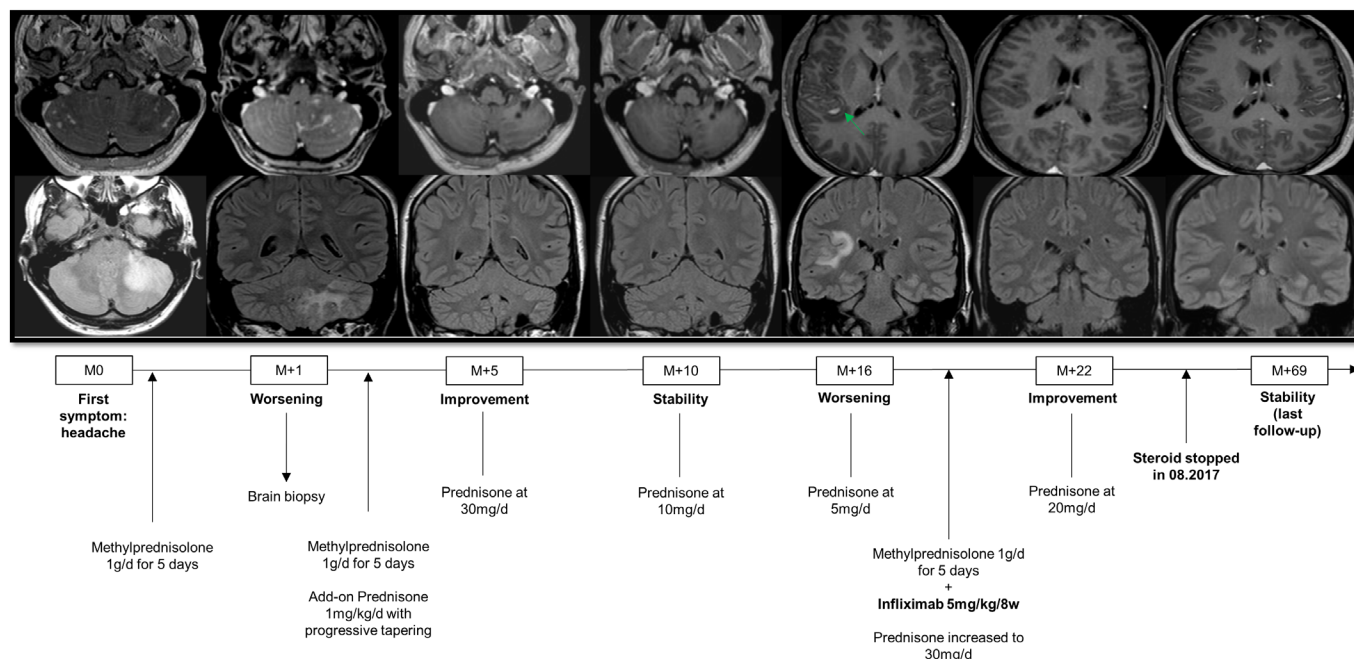 M0
M+1
M+5
M+10
M+16
M+22
M+69
First
symptom:
headache
Worsening
Improvement
Stability
Worsening
Improvement
Stability
(last
follow-up)
Steroid stopped
in 08.2017
Brain biopsy
Prednisone at
30mg/d
Prednisone at
10mg/d
Prednisone at
5mg/d
Prednisone at
20mg/d
Methylprednisolone
1g/d for 5 days
Methylprednisolone
1g/d for 5 days
Add-on Prednisone
1mg/kg/d with
progressive tapering
Methylprednisolone 1g/d
for 5 days
+
Infliximab 5mg/kg/8w
Prednisone increased to
30mg/d